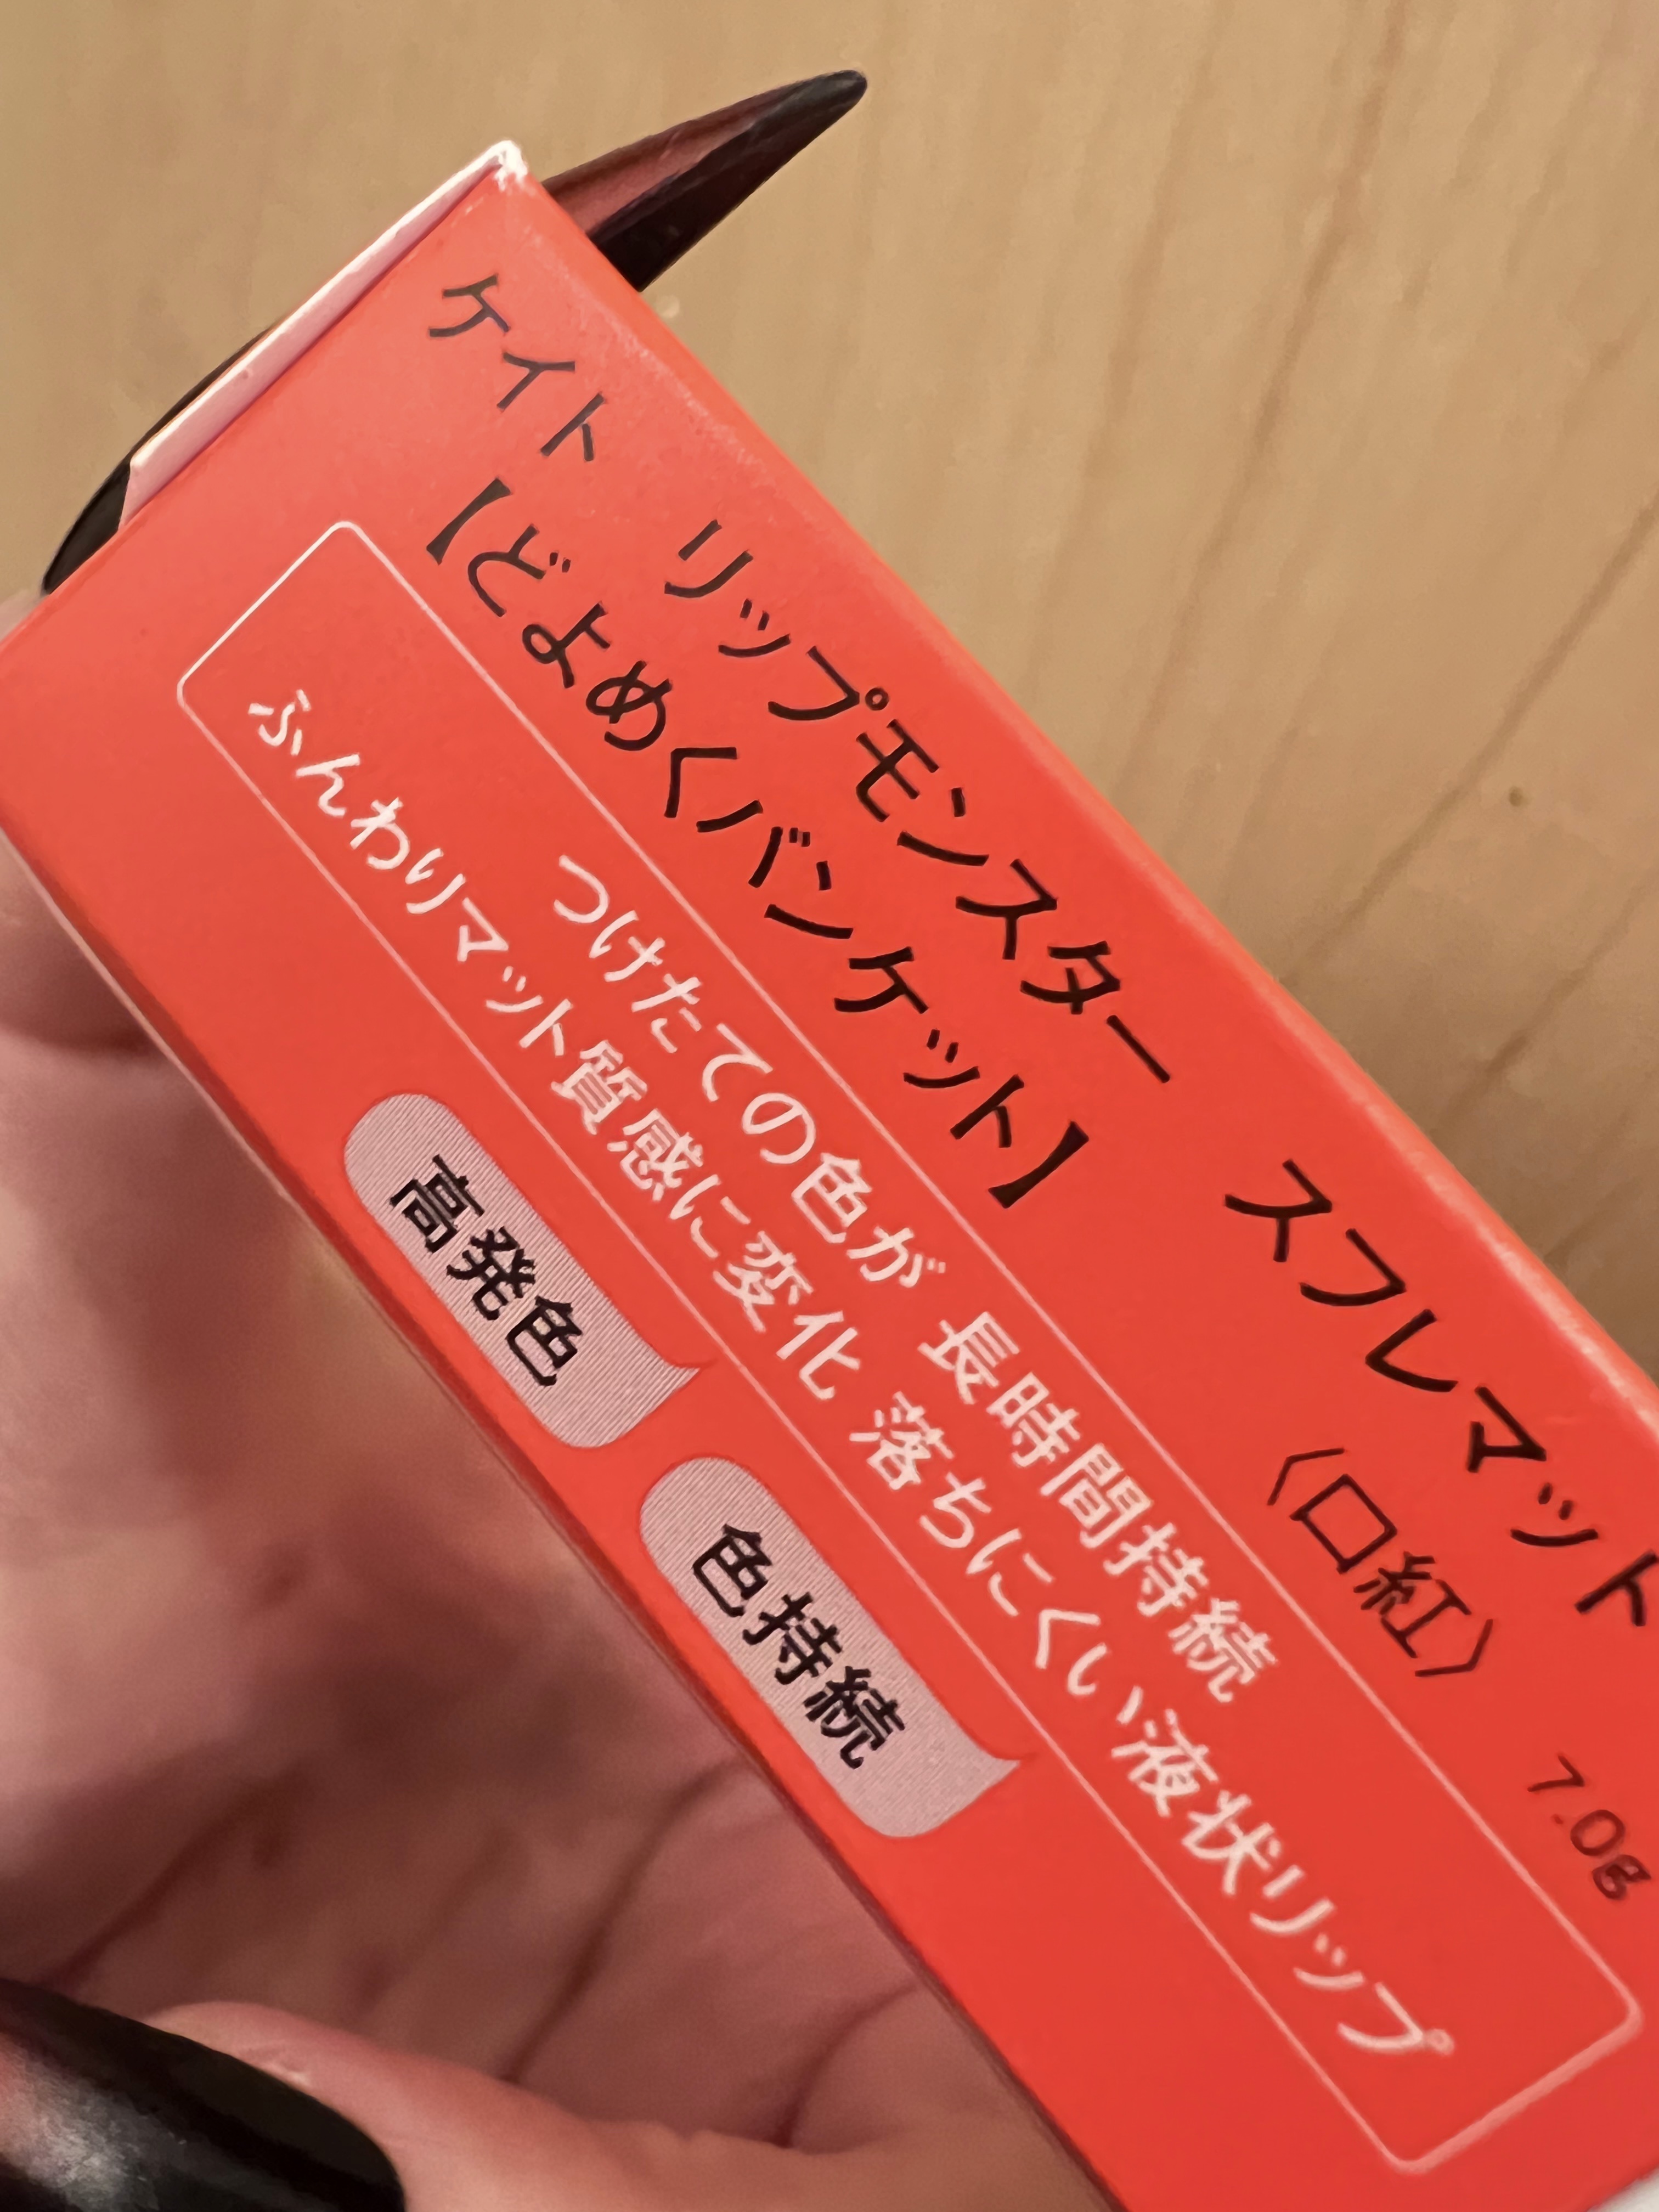 ケイト リップモンスター スフレマット
【どよめくバンケット】 〈口紅〉 7.0g
つけたての色が 長時間持続
ふんわりマット質感に変化 落ちにくい液状リップ
高発色
色持続